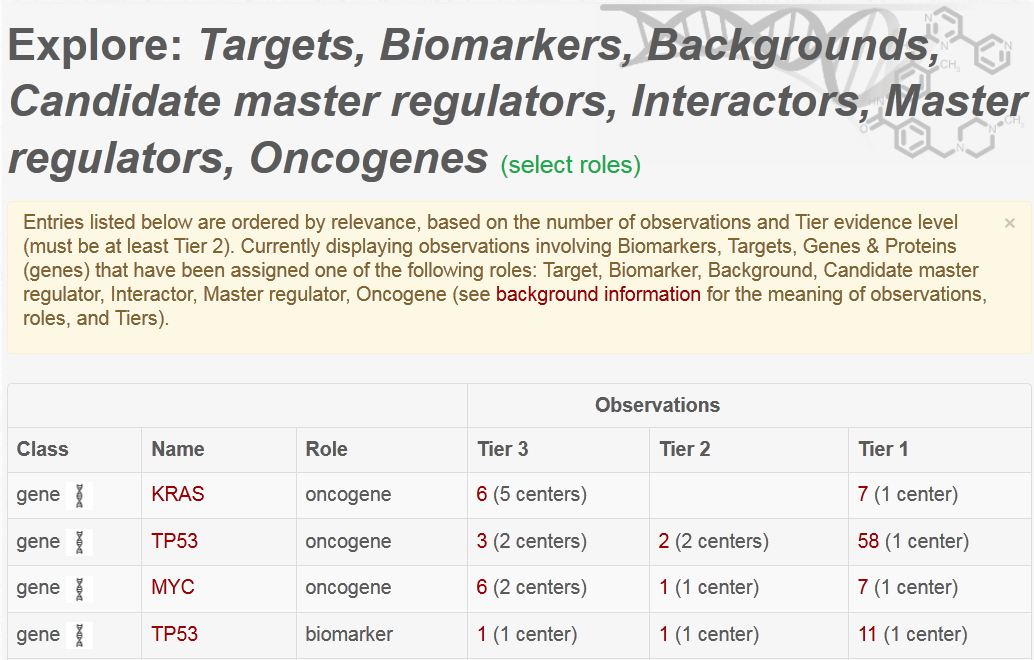 Explore: Targets, Biomarkers, Backgrounds,
Candidate master regulators, Interactors, Master
regulators, Oncogenes (select roles)
Entries listed below are ordered by relevance, based on the number of observations and Tier evidence level
(must be at least Tier 2). Currently displaying observations involving Biomarkers, Targets, Genes & Proteins
(genes) that have been assigned one of the following roles: Target, Biomarker, Background, Candidate master
regulator, Interactor, Master regulator, Oncogene (see background information for the meaning of observations,
roles, and Tiers).
×
Observations
Class Name Role Tier 3 Tier 2 Tier 1
gene KRAS oncogene 6 (5 centers) 7 (1 center)
gene TP53 oncogene 3 (2 centers) 2 (2 centers) 58 (1 center)
gene MYC oncogene 6 (2 centers) 1 (1 center) 7 (1 center)
gene TP53 biomarker 1 (1 center) 1 (1 center) 11 (1 center)